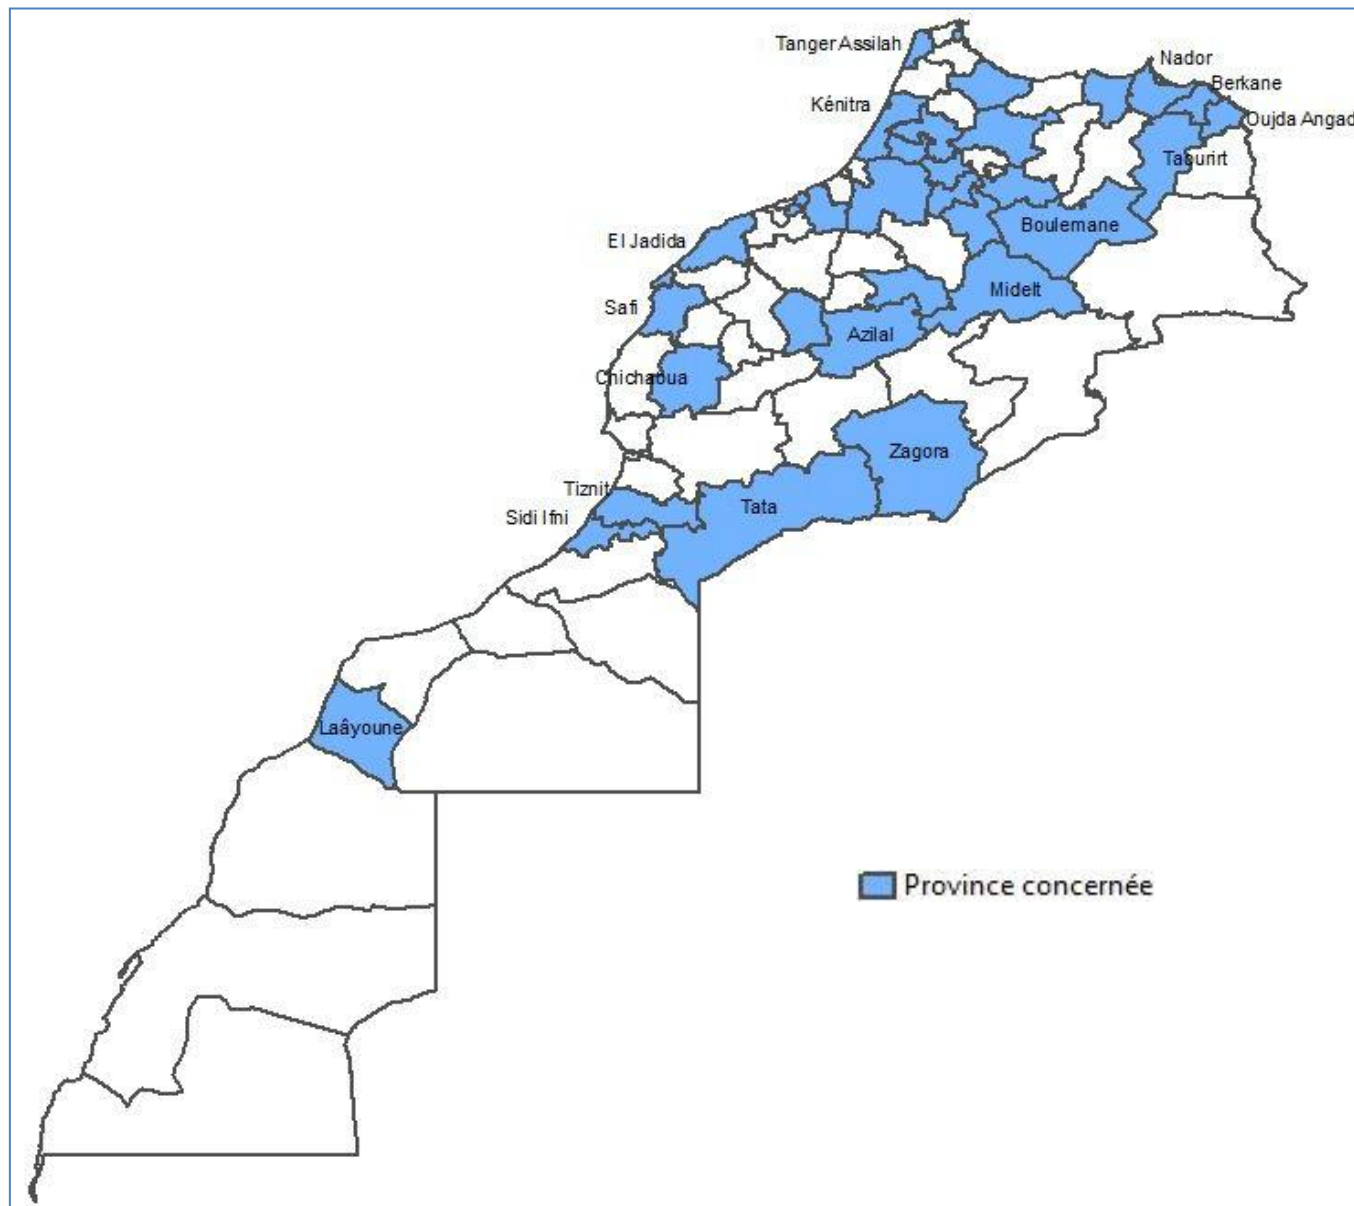 Tanger Assilah
Nador
Berkane
Kénitra
Oujda Angad
Taourirt
Boulemane
El Jadida
Midelt
Safi
Azilal
Chichaoua
Zagora
Tiznit
Tata
Sidi Ifni
Laâyoune
Province concernée